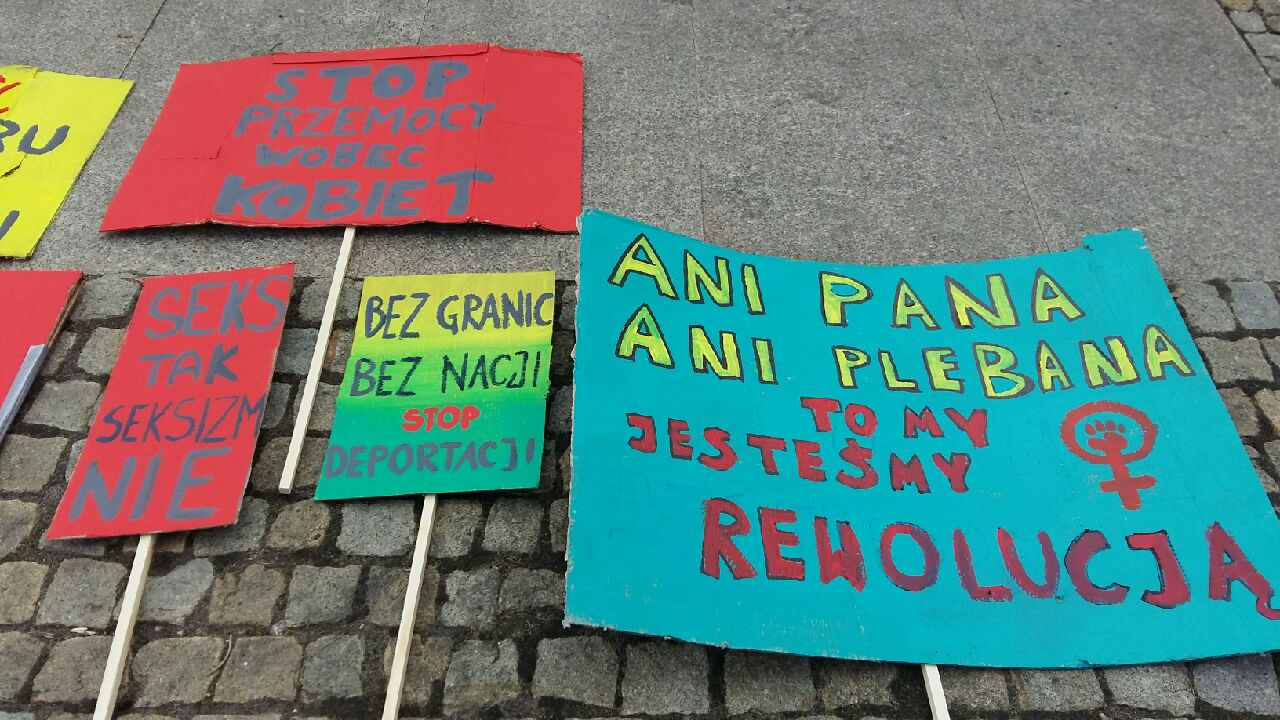 STOP
PRZEMOCY
WOBEC
KOBIET
SEKS
TAK
SEKSIZM
NIE
BEZ GRANIC
BEZ NACJI
STOP
DEPORTACJI
ANI PANA
ANI PLEBANA
TO MY
JESTEŚMY
REWOLUCJĄ